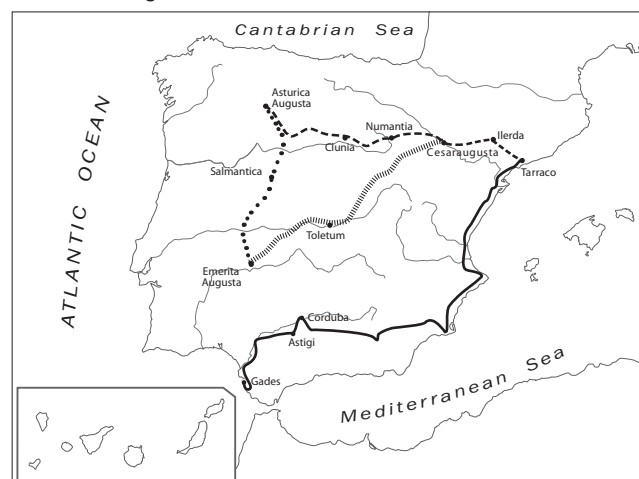 Cantabrian Sea
ATLANTIC OCEAN
Asturica
Augusta
Numantia
Ilerda
Clunia
Cesaraugusta
Tarraco
Salmantica
Toletum
Emerita
Augusta
Corduba
Astigi
Gades
Mediterranean Sea